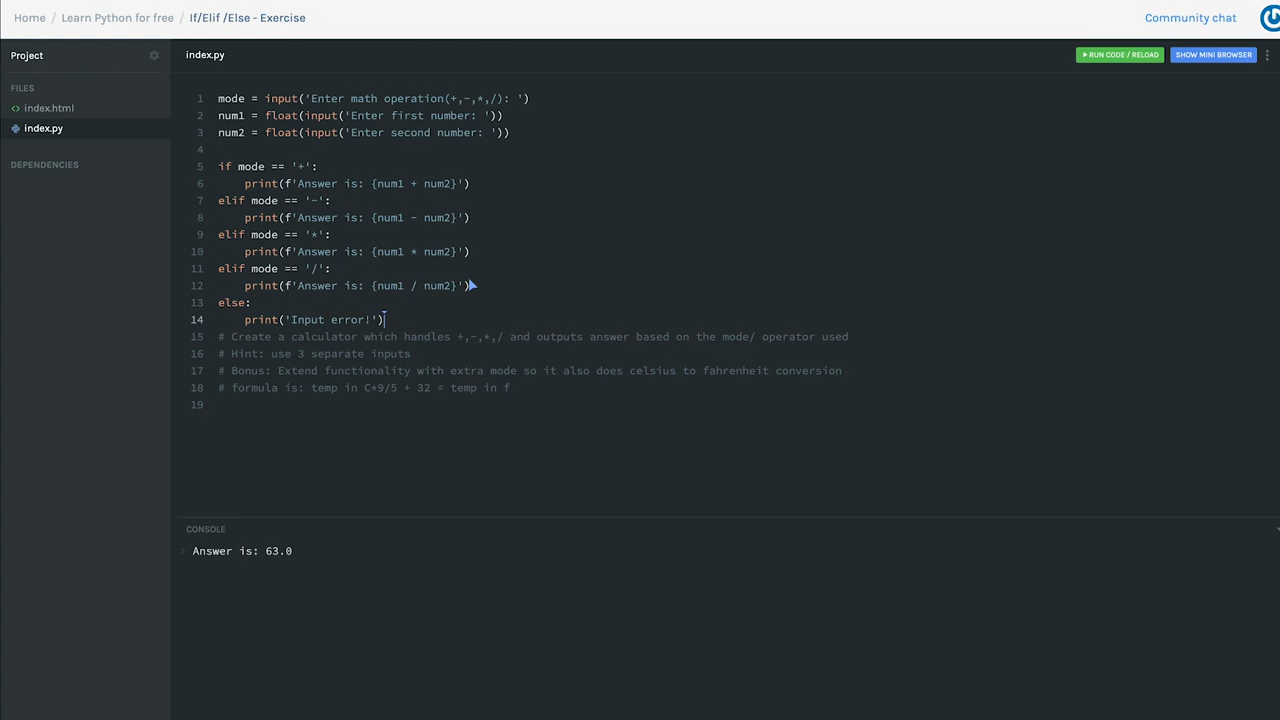 Home / Learn Python for free / If/Elif /Else - Exercise
Community chat
Project
index.py
RUN CODE / RELOAD
SHOW MINI BROWSER
FILES
index.html
index.py
DEPENDENCIES
1 mode = input('Enter math operation(+,-,*,/): ')
2 num1 = float(input('Enter first number: '))
3 num2 = float(input('Enter second number: '))
4
5 if mode == '+':
6     print(f'Answer is: {num1 + num2}')
7 elif mode == '-':
8     print(f'Answer is: {num1 - num2}')
9 elif mode == '*':
10     print(f'Answer is: {num1 * num2}')
11 elif mode == '/':
12     print(f'Answer is: {num1 / num2}')
13 else:
14     print('Input error!')
15 # Create a calculator which handles +,-,*,/ and outputs answer based on the mode/ operator used
16 # Hint: use 3 separate inputs
17 # Bonus: Extend functionality with extra mode so it also does celsius to fahrenheit conversion
18 # formula is: temp in C*9/5 + 32 = temp in f
19
CONSOLE
› Answer is: 63.0